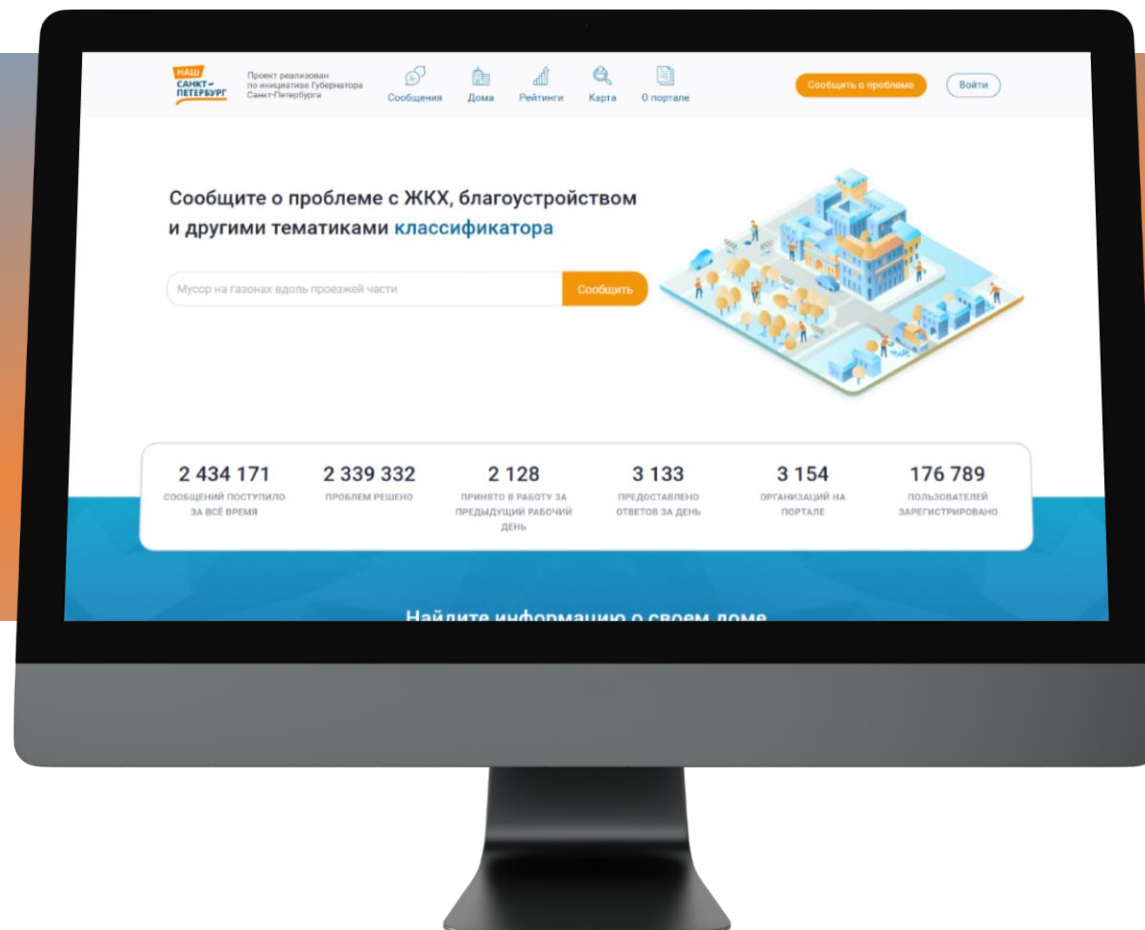 НАШ
САНКТ-
ПЕТЕРБУРГ
Проект реализован
по инициативе Губернатора
Санкт-Петербурга
Сообщения
Дома
Рейтинги
Карта
О портале
Сообщить о проблеме
Войти
Сообщите о проблеме с ЖКХ, благоустройством
и другими тематиками классификатора
Мусор на газонах вдоль проезжей части
Сообщить
2 434 171
СООБЩЕНИЙ ПОСТУПИЛО
ЗА ВСЁ ВРЕМЯ
2 339 332
ПРОБЛЕМ РЕШЕНО
2 128
ПРИНЯТО В РАБОТУ ЗА
ПРЕДЫДУЩИЙ РАБОЧИЙ
ДЕНЬ
3 133
ПРЕДОСТАВЛЕНО
ОТВЕТОВ ЗА ДЕНЬ
3 154
ОРГАНИЗАЦИЙ НА
ПОРТАЛЕ
176 789
ПОЛЬЗОВАТЕЛЕЙ
ЗАРЕГИСТРИРОВАНО
Найдите информацию о своем доме